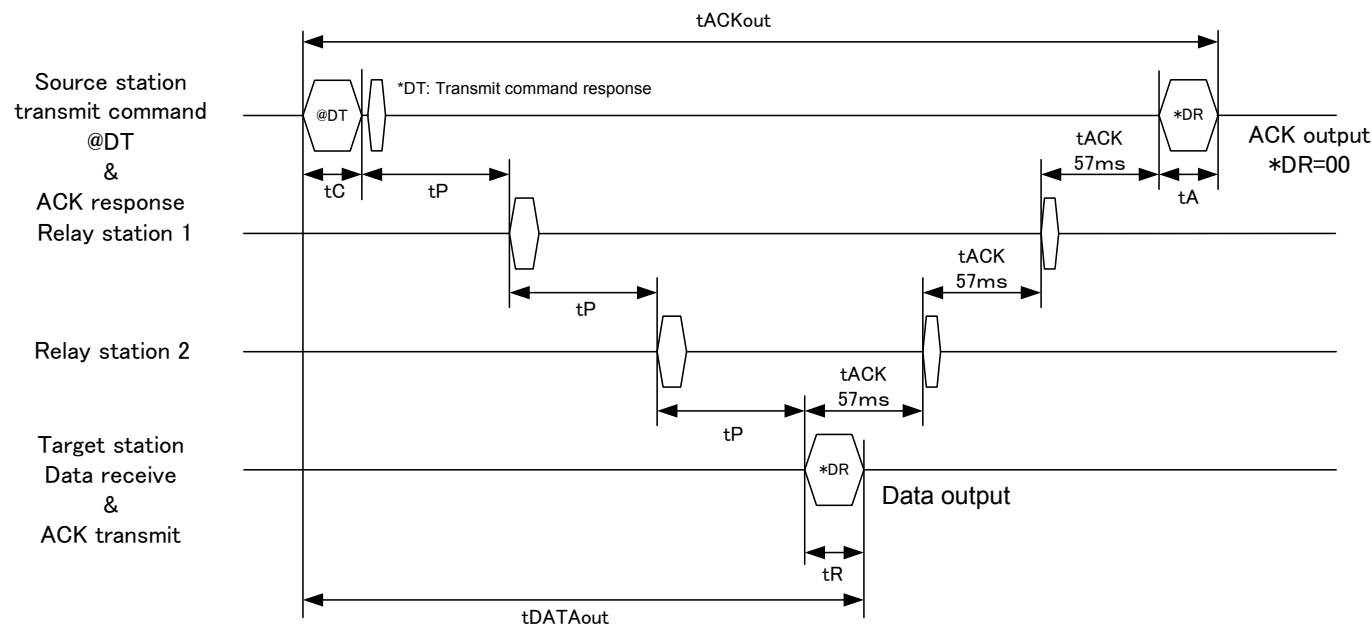 tACKout
Source station
transmit command
@DT
&
ACK response
*DT: Transmit command response
@DT
*DR
tACK
57ms
ACK output
*DR=00
tC
tP
tA
Relay station 1
tACK
57ms
tP
Relay station 2
tACK
57ms
tP
Target station
Data receive
&
ACK transmit
*DR
Data output
tR
tDATAout